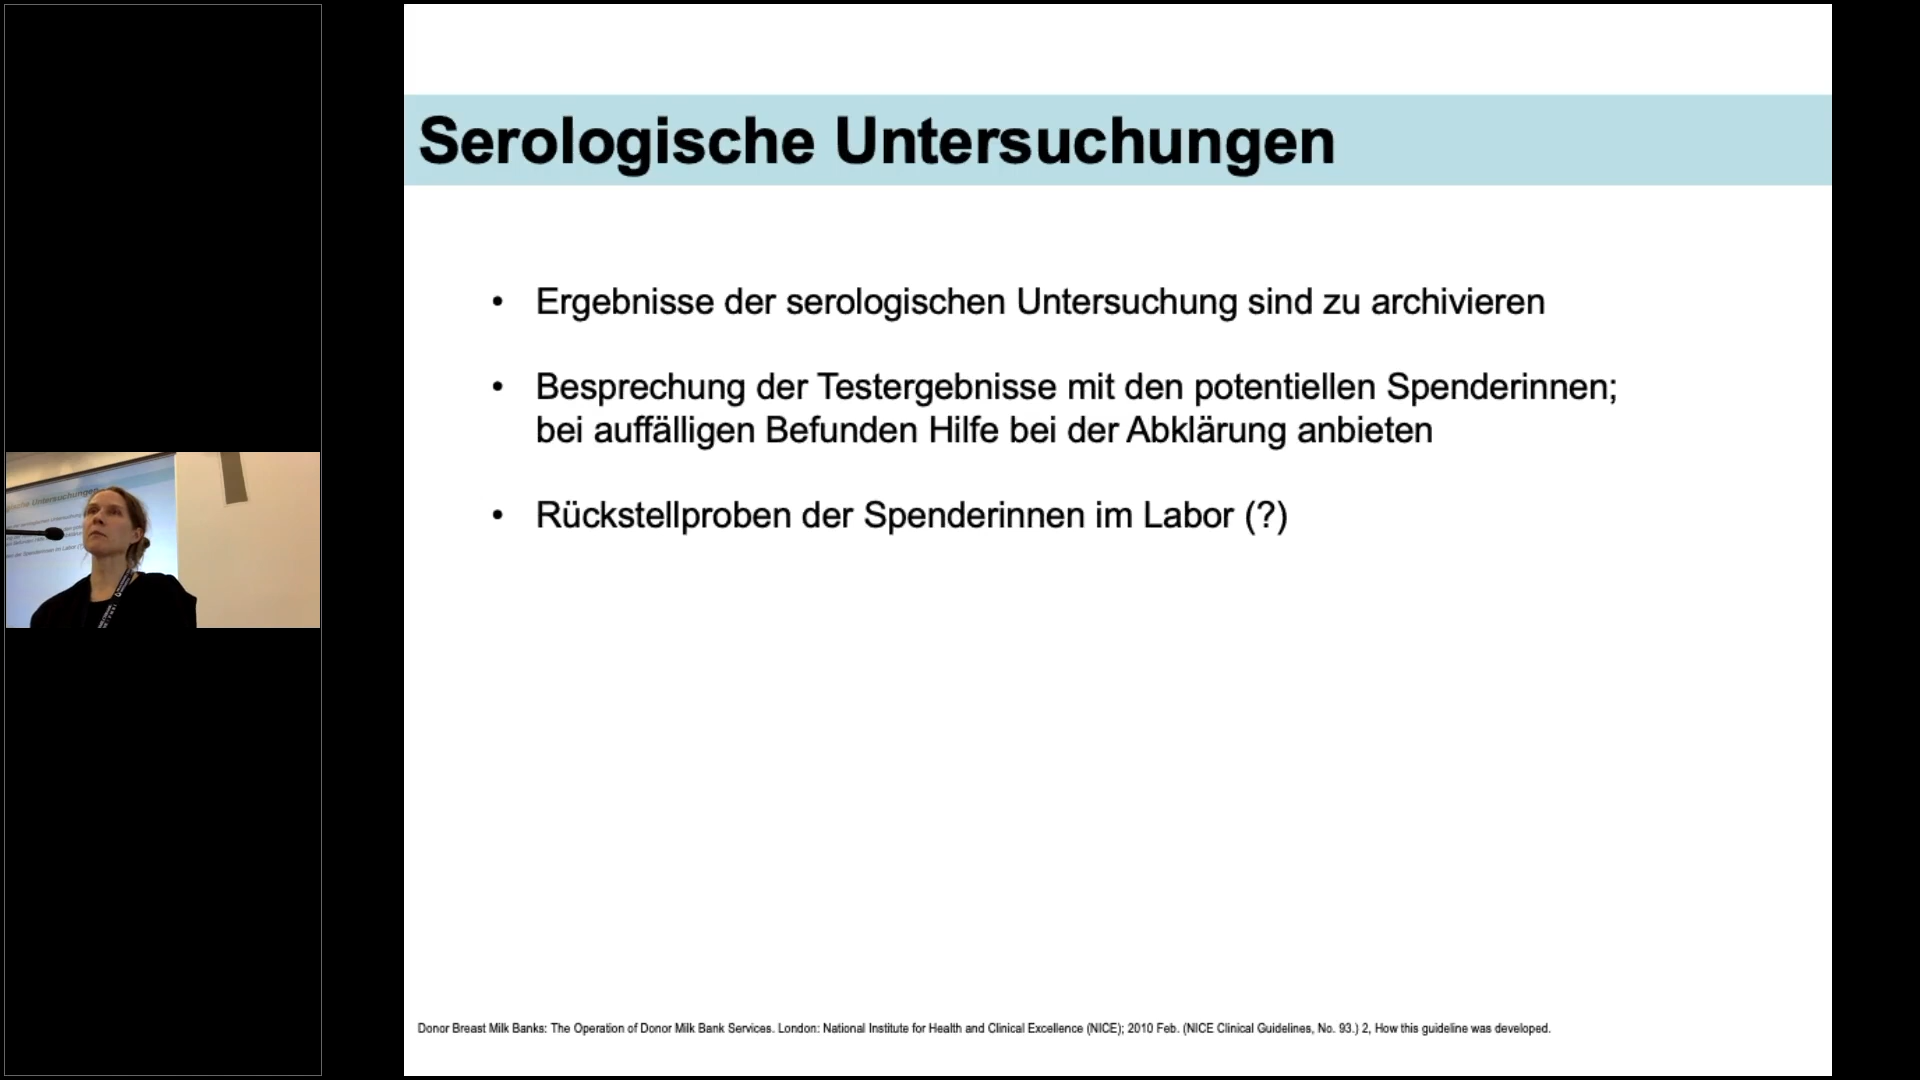 Serologische Untersuchungen
• Ergebnisse der serologischen Untersuchung sind zu archivieren
• Besprechung der Testergebnisse mit den potentiellen Spenderinnen;
bei auffälligen Befunden Hilfe bei der Abklärung anbieten
• Rückstellproben der Spenderinnen im Labor (?)
Donor Breast Milk Banks: The Operation of Donor Milk Bank Services. London: National Institute for Health and Clinical Excellence (NICE); 2010 Feb. (NICE Clinical Guidelines, No. 93.) 2, How this guideline was developed.